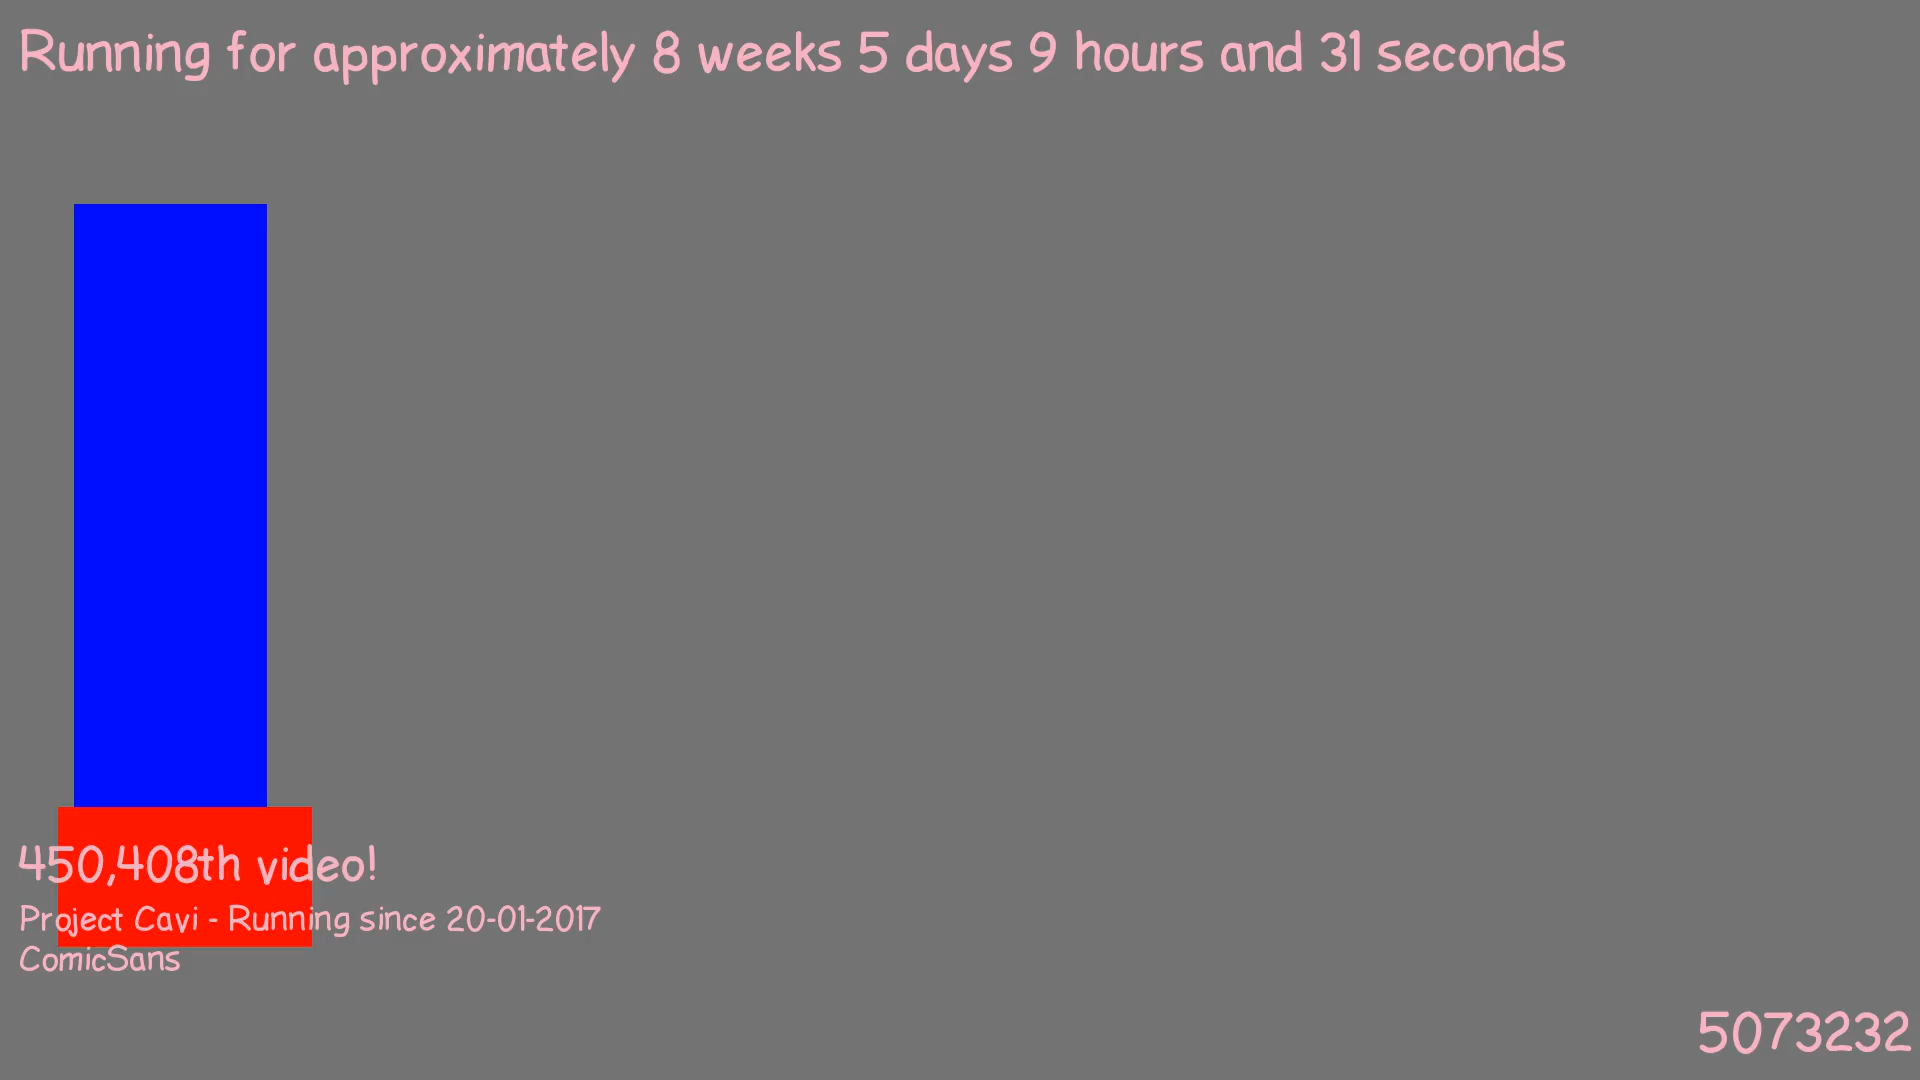 Running for approximately 8 weeks 5 days 9 hours and 31 seconds
450,408th video!
Project Cavi - Running since 20-01-2017
ComicSans
5073232